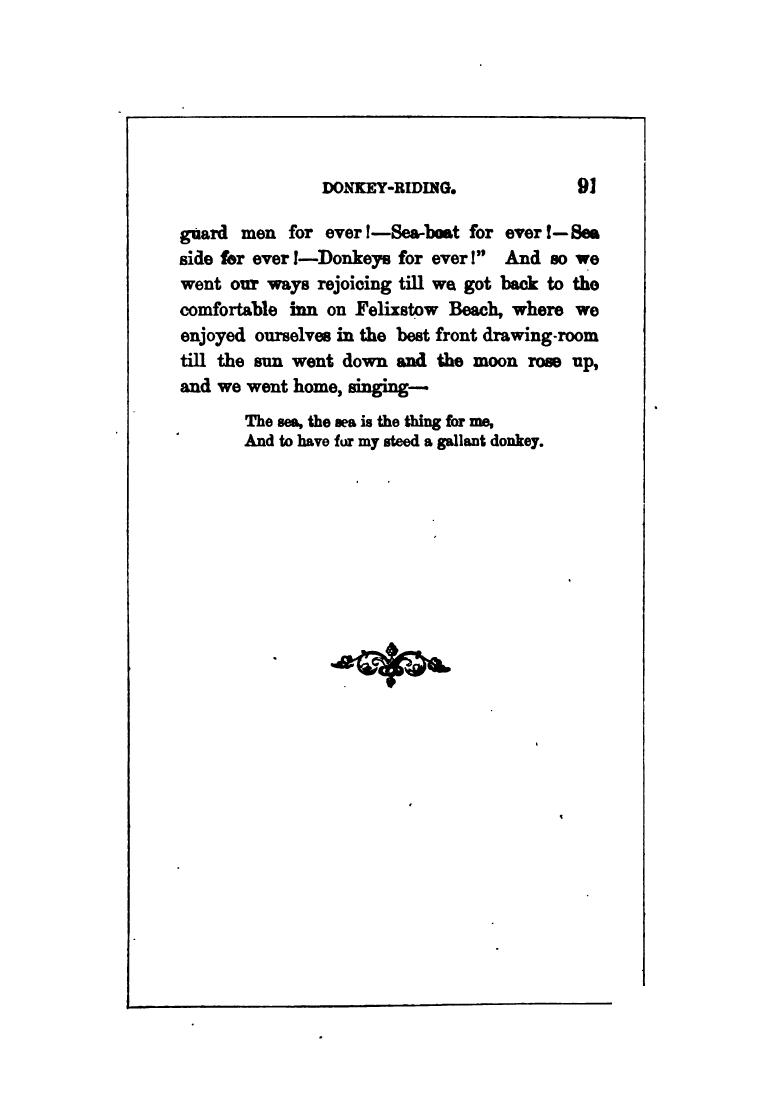 DONKEY-RIDING. 91
guard men for ever!—Sea-boat for ever!—Sea
side for ever!—Donkeys for ever!" And so we
went our ways rejoicing till we got back to the
comfortable inn on Felixstow Beach, where we
enjoyed ourselves in the best front drawing-room
till the sun went down and the moon rose up,
and we went home, singing—
The sea, the sea is the thing for me,
And to have for my steed a gallant donkey.